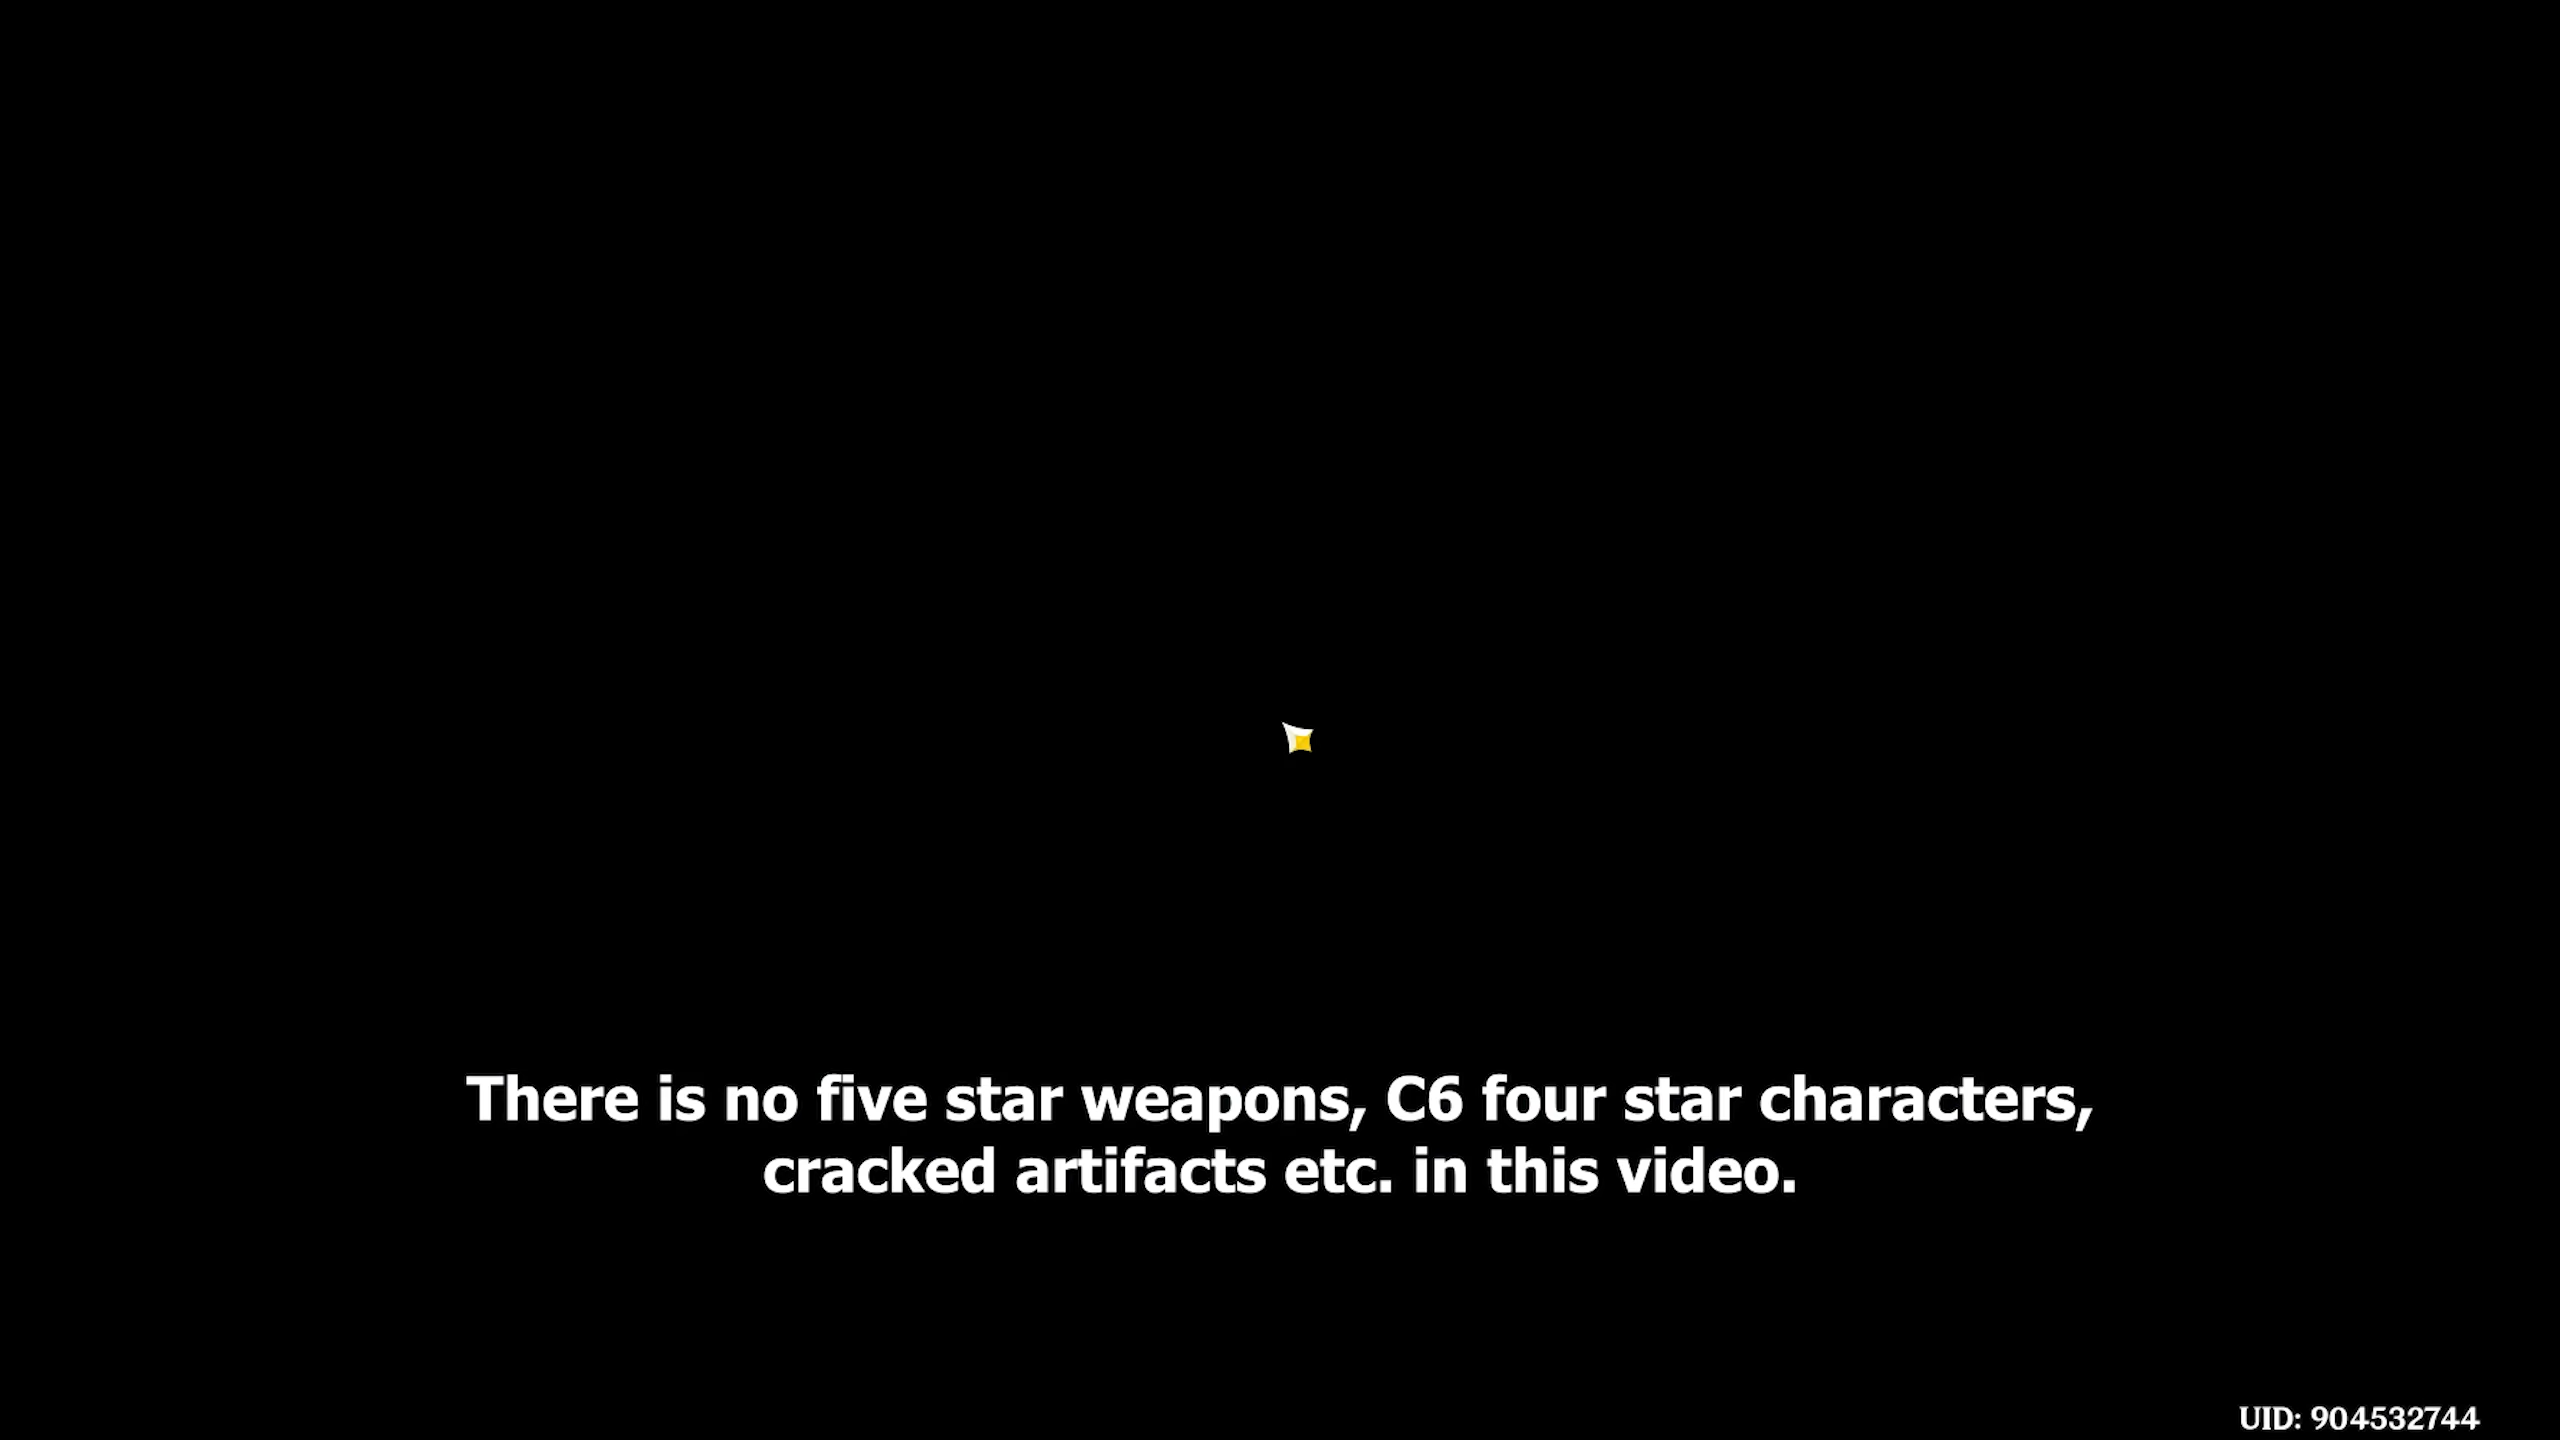 There is no five star weapons, C6 four star characters,
cracked artifacts etc. in this video.
UID: 904532744